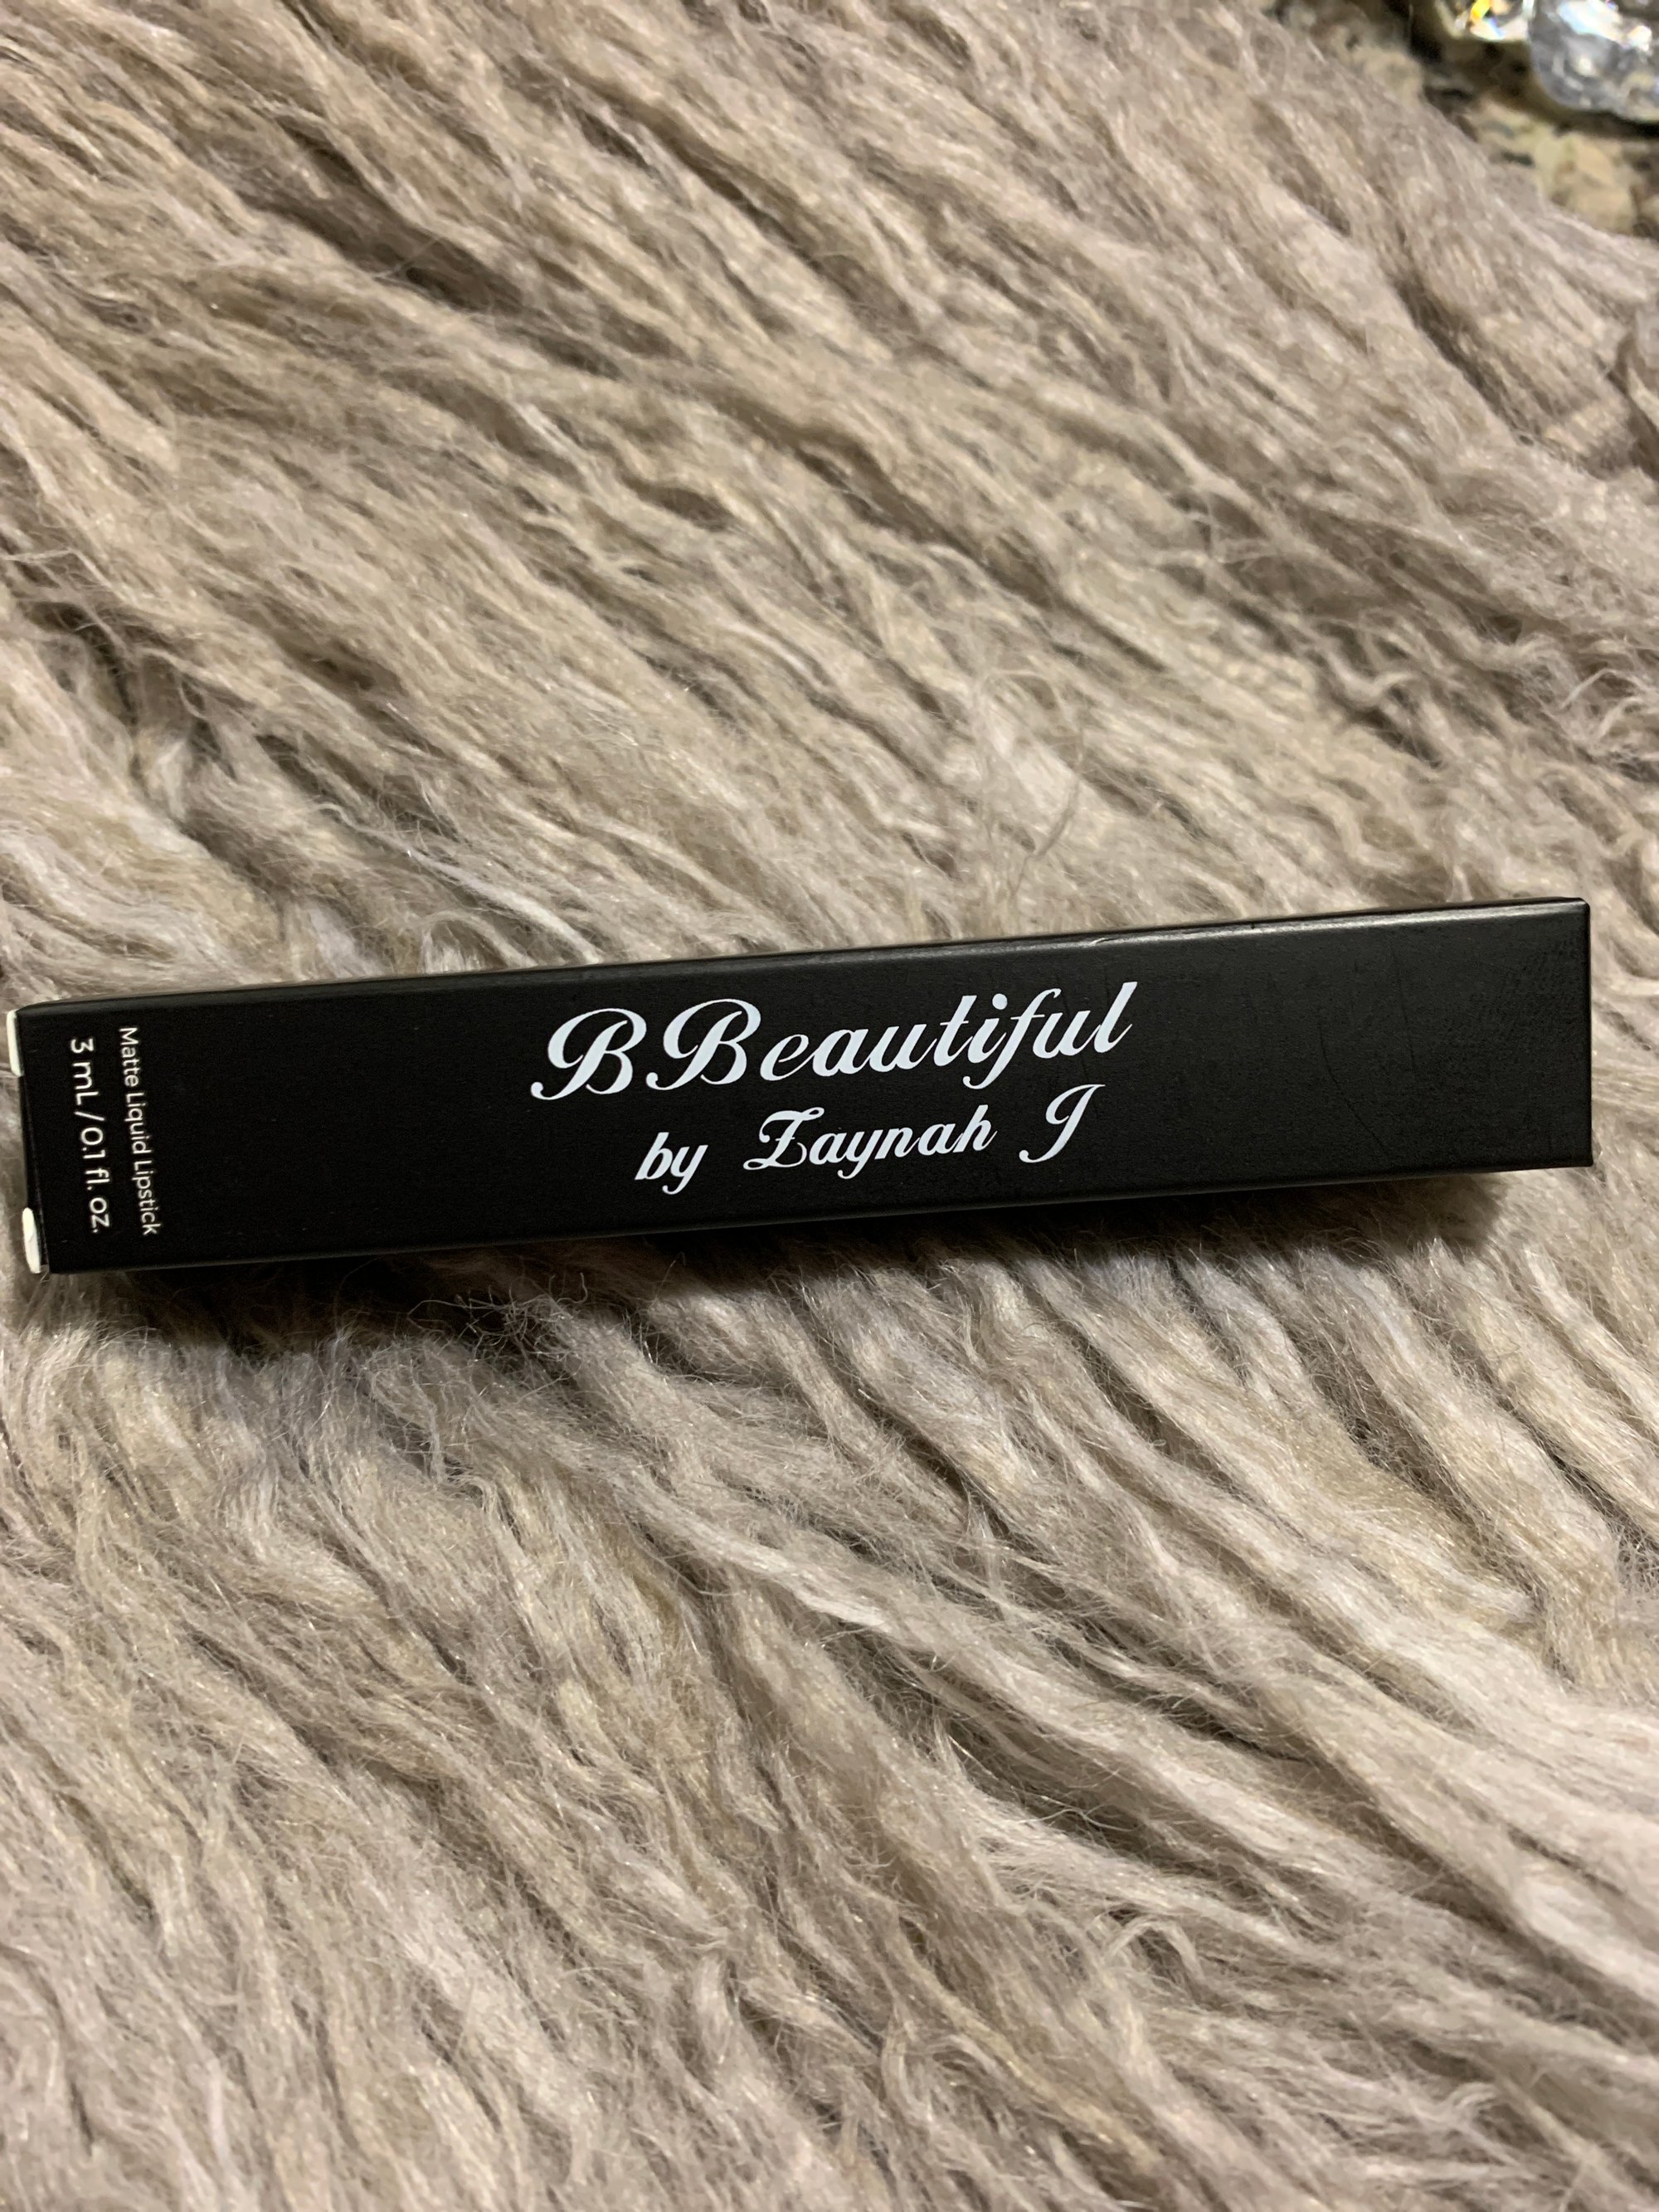 BBeautiful
by Zaynah J
Matte Liquid Lipstick
3 mL/0.1 fl. oz.